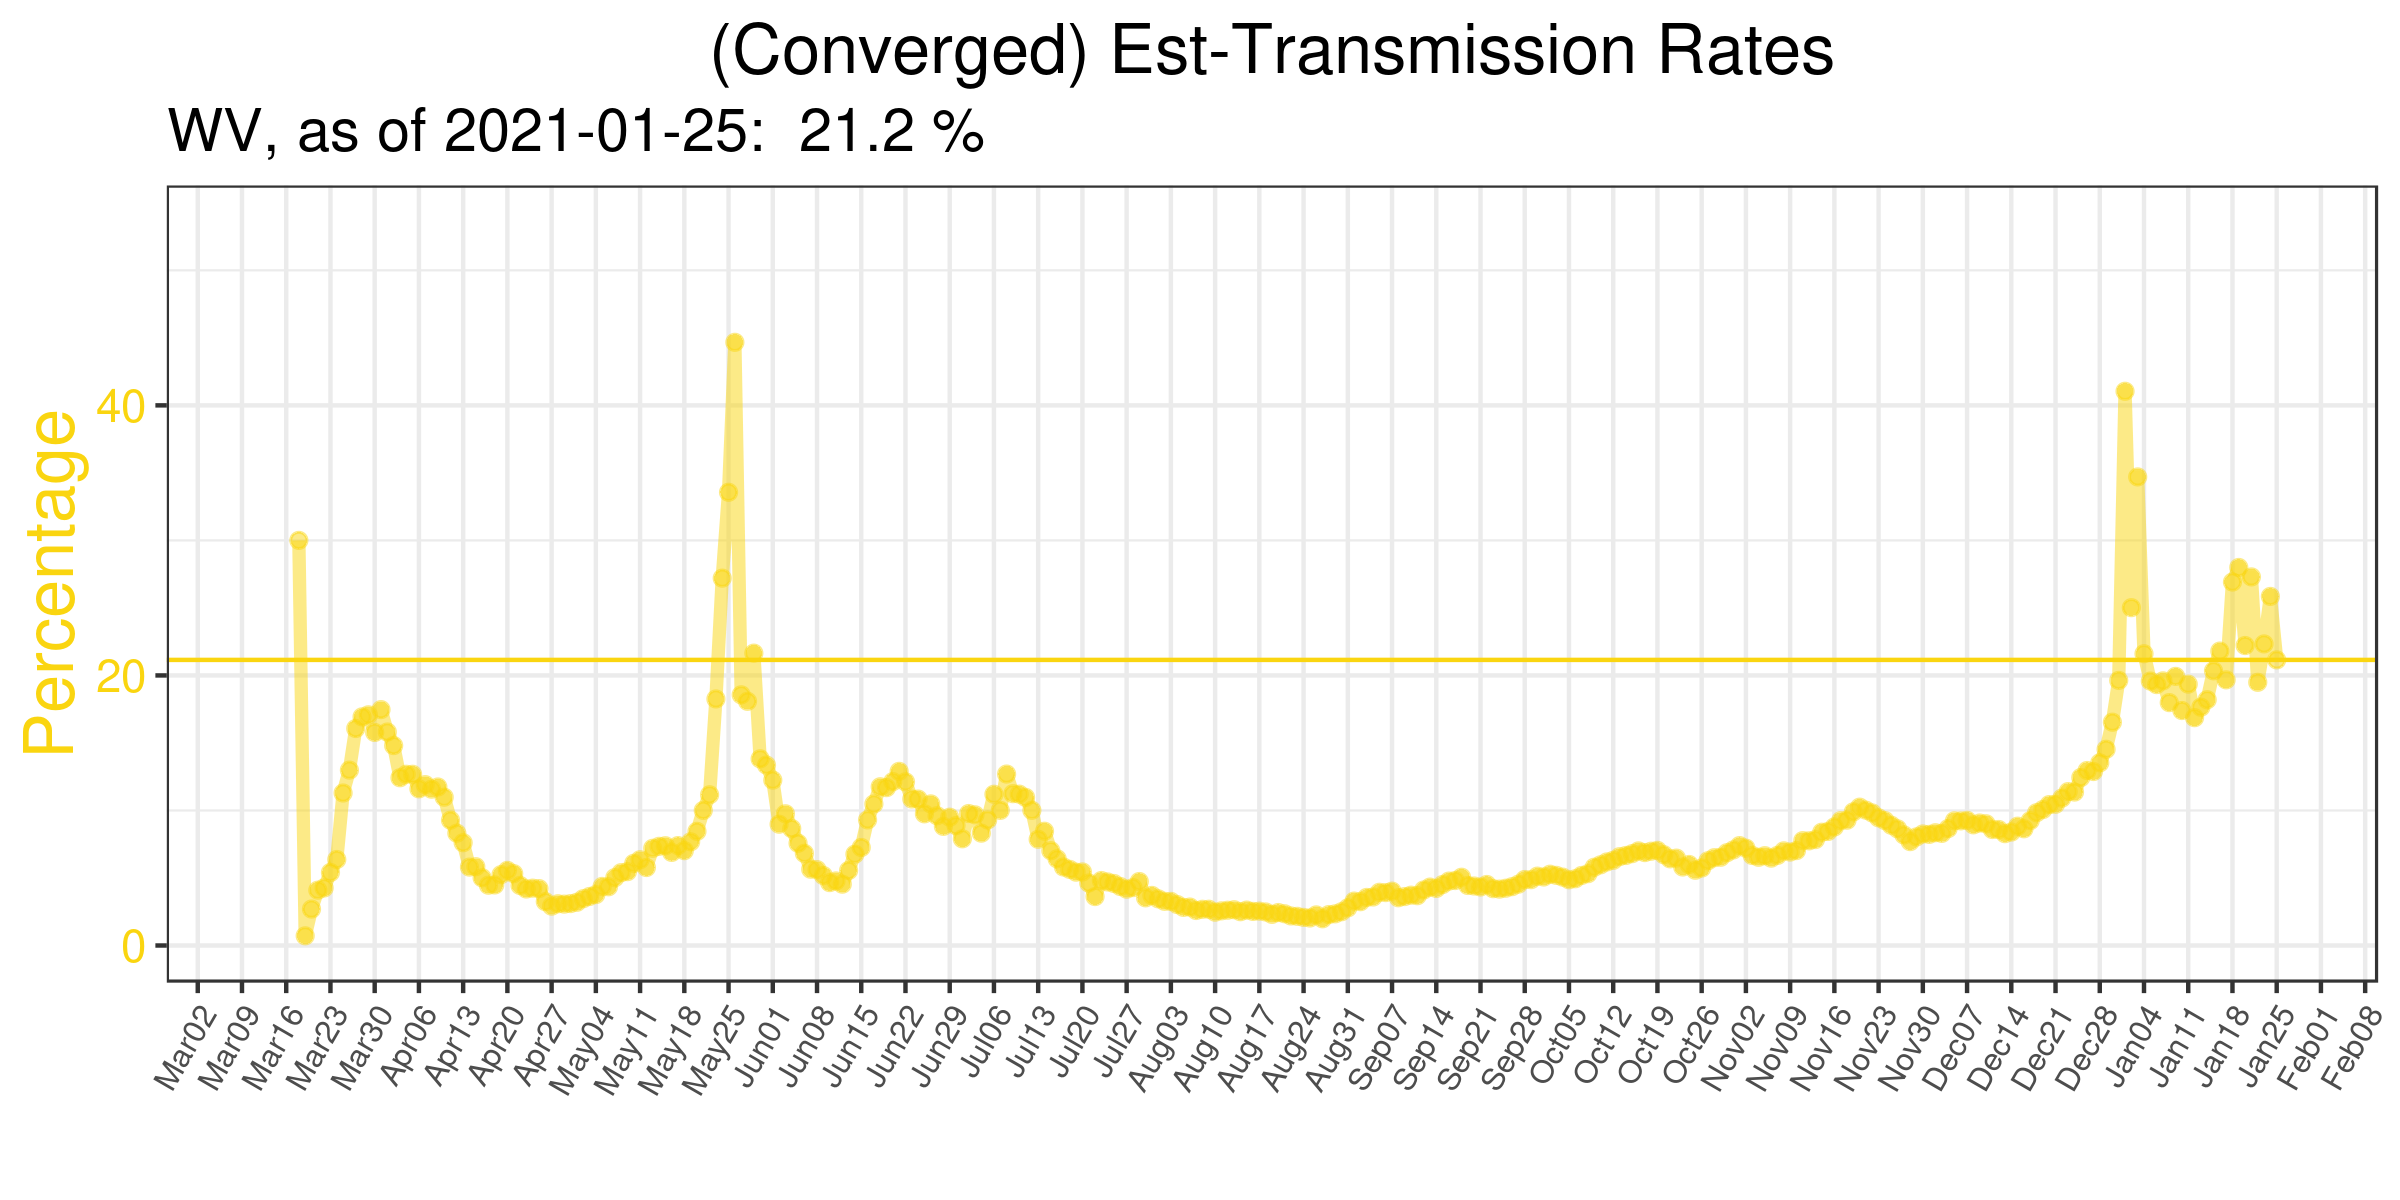 (Converged) Est-Transmission Rates
WV, as of 2021-01-25:  21.2 %
Percentage
40
20
0
Mar02
Mar09
Mar16
Mar23
Mar30
Apr06
Apr13
Apr20
Apr27
May04
May11
May18
May25
Jun01
Jun08
Jun15
Jun22
Jun29
Jul06
Jul13
Jul20
Jul27
Aug03
Aug10
Aug17
Aug24
Aug31
Sep07
Sep14
Sep21
Sep28
Oct05
Oct12
Oct19
Oct26
Nov02
Nov09
Nov16
Nov23
Nov30
Dec07
Dec14
Dec21
Dec28
Jan04
Jan11
Jan18
Jan25
Feb01
Feb08